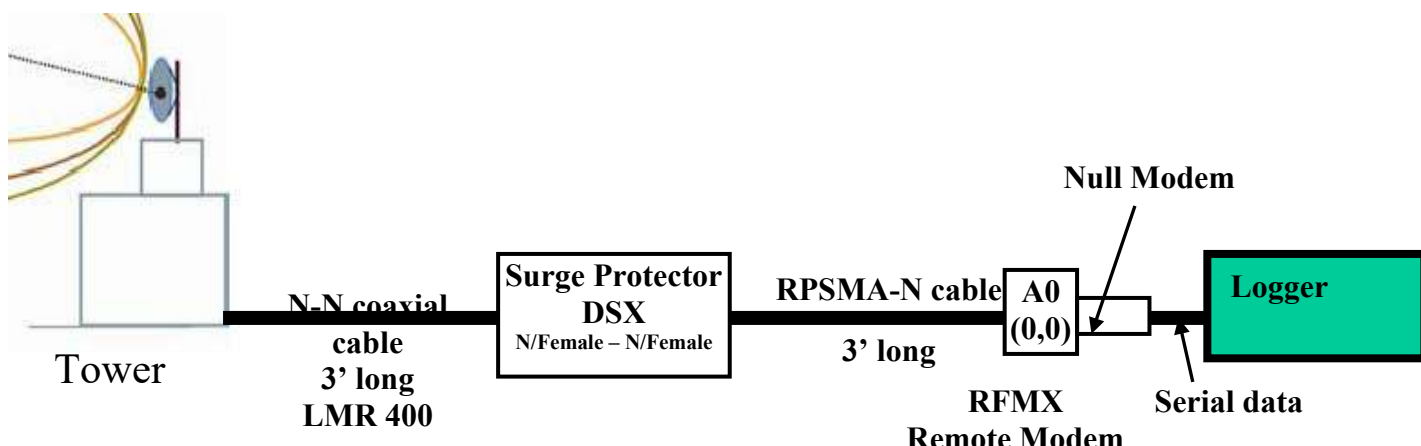 Tower
N-N coaxial
cable
3’ long
LMR 400
Surge Protector
DSX
N/Female – N/Female
RPSMA-N cable
3’ long
A0
(0,0)
RFMX
Remote Modem
Null Modem
Serial data
Logger